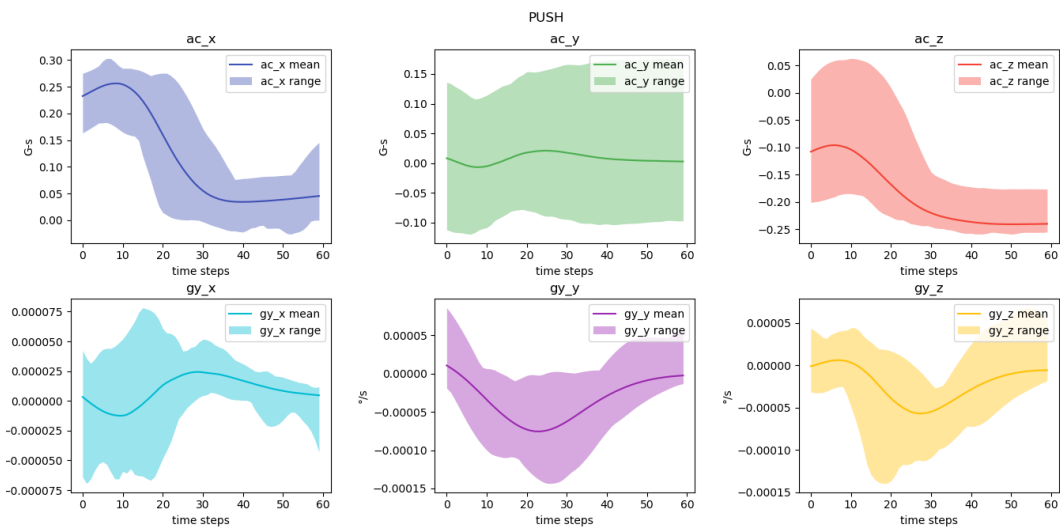 PUSH
ac_x
G-s
0.30
0.25
0.20
0.15
0.10
0.05
0.00
ac_x mean
ac_x range
0 10 20 30 40 50 60
time steps
ac_y
G-s
0.15
0.10
0.05
0.00
−0.05
−0.10
ac_y mean
ac_y range
0 10 20 30 40 50 60
time steps
ac_z
G-s
0.05
0.00
−0.05
−0.10
−0.15
−0.20
−0.25
ac_z mean
ac_z range
0 10 20 30 40 50 60
time steps
gy_x
0.000075
0.000050
0.000025
0.000000
−0.000025
−0.000050
−0.000075
gy_x mean
gy_x range
0 10 20 30 40 50 60
time steps
gy_y
°/s
0.00005
0.00000
−0.00005
−0.00010
−0.00015
gy_y mean
gy_y range
0 10 20 30 40 50 60
time steps
gy_z
°/s
0.00005
0.00000
−0.00005
−0.00010
−0.00015
gy_z mean
gy_z range
0 10 20 30 40 50 60
time steps